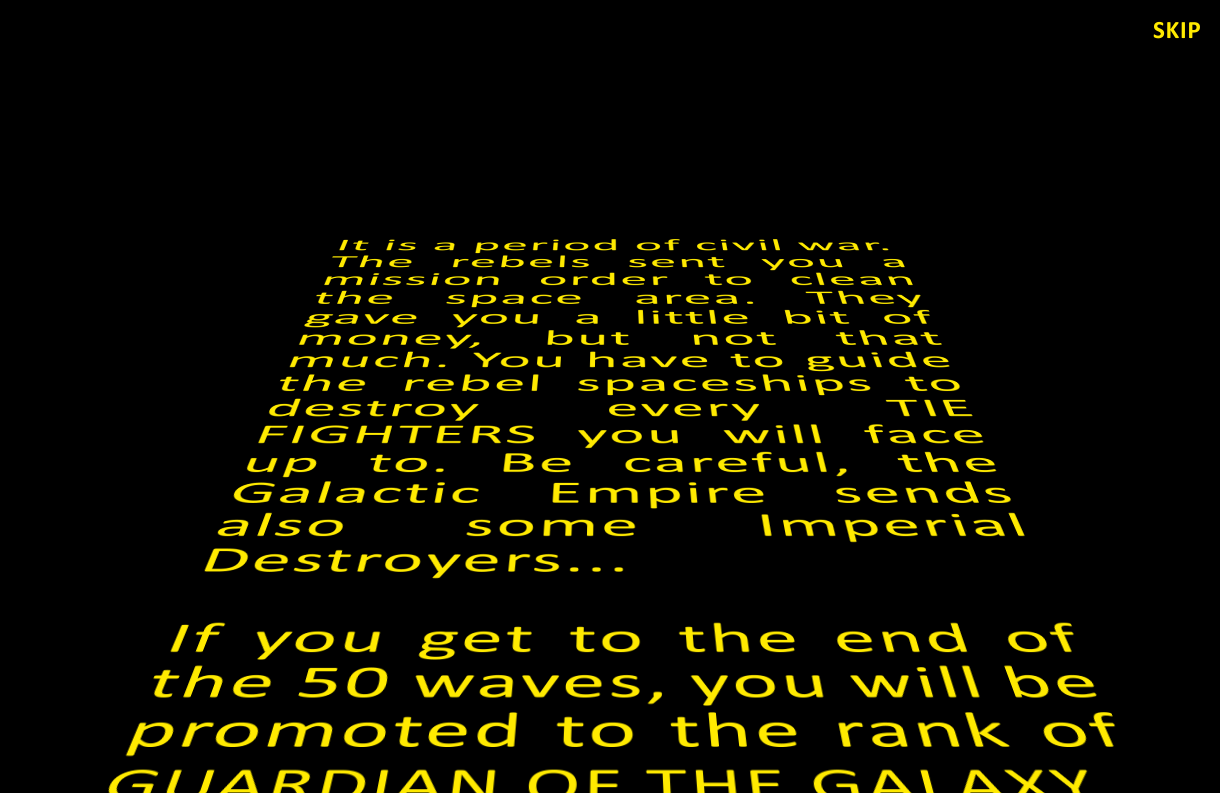 SKIP
It is a period of civil war.
The rebels sent you a
mission order to clean
the space area. They
gave you a little bit of
money, but not that
much. You have to guide
the rebel spaceships to
destroy every TIE
FIGHTERS you will face
up to. Be careful, the
Galactic Empire sends
also some Imperial
Destroyers...
If you get to the end of
the 50 waves, you will be
promoted to the rank of
GUARDIAN OF THE GALAXY